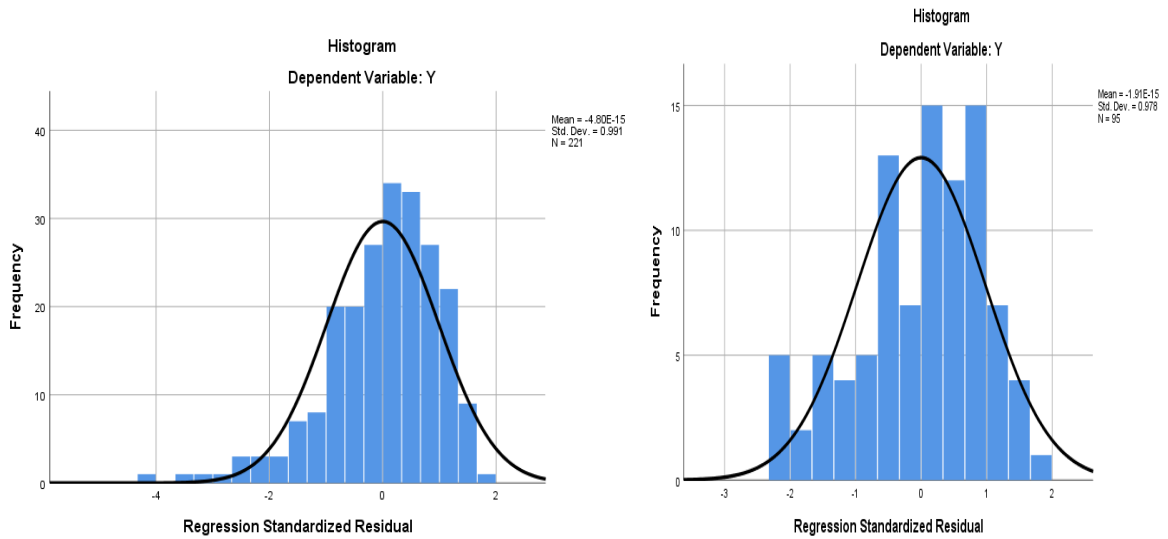 Histogram
Dependent Variable: Y
Mean = -4.80E-15
Std. Dev. = 0.991
N = 221
40
30
20
10
0
Frequency
-4
-2
0
2
Regression Standardized Residual
Histogram
Dependent Variable: Y
Mean = -1.91E-15
Std. Dev. = 0.978
N = 95
15
10
5
0
Frequency
-3
-2
-1
0
1
2
Regression Standardized Residual